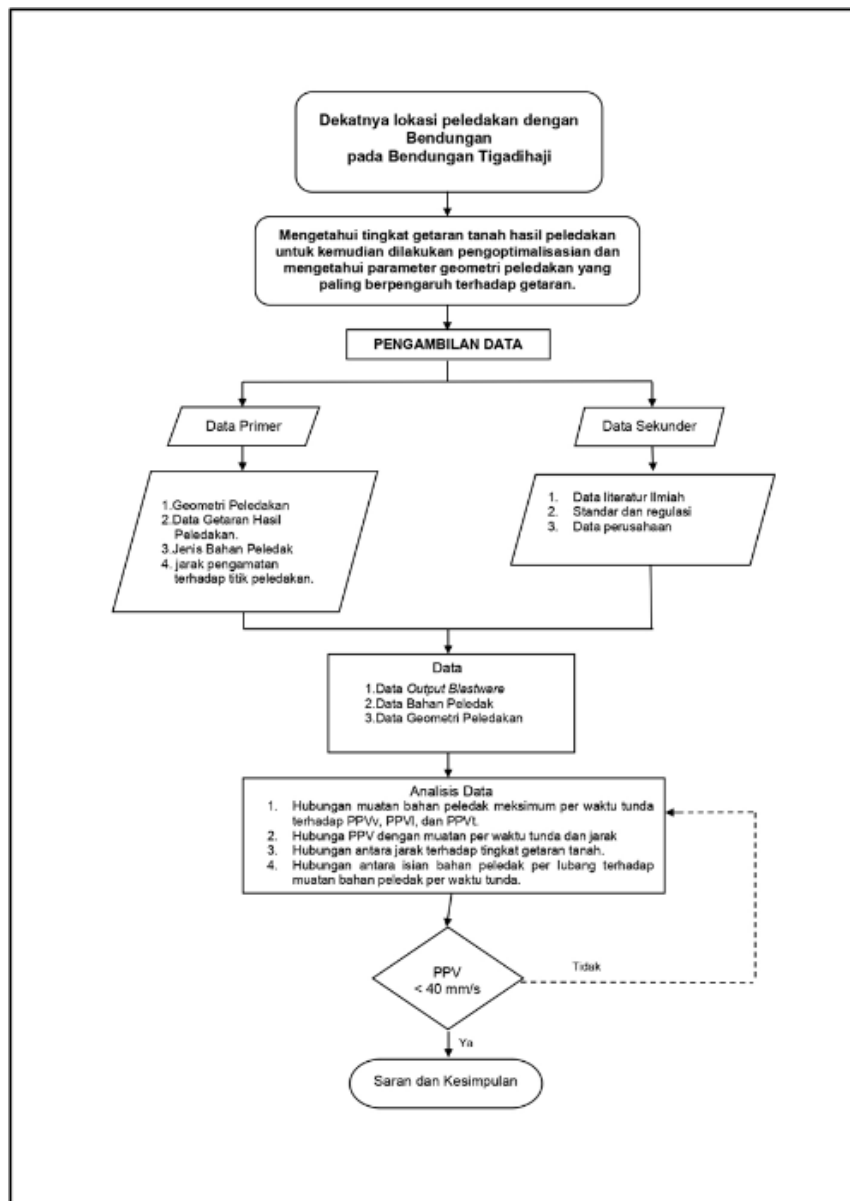 Dekatnya lokasi peledakan dengan
Bendungan
pada Bendungan Tigadihaji
Mengetahui tingkat getaran tanah hasil peledakan
untuk kemudian dilakukan pengoptimalisasian dan
mengetahui parameter geometri peledakan yang
paling berpengaruh terhadap getaran.
PENGAMBILAN DATA
Data Primer
Data Sekunder
1.Geometri Peledakan
2.Data Getaran Hasil
Peledakan.
3.Jenis Bahan Peledak
4. jarak pengamatan
terhadap titik peledakan.
1. Data literatur Ilmiah
2. Standar dan regulasi
3. Data perusahaan
Data
1.Data Output Blastware
2.Data Bahan Peledak
3.Data Geometri Peledakan
Analisis Data
1. Hubungan muatan bahan peledak meksimum per waktu tunda
terhadap PPVv, PPVl, dan PPVt.
2. Hubunga PPV dengan muatan per waktu tunda dan jarak
3. Hubungan antara jarak terhadap tingkat getaran tanah.
4. Hubungan antara isian bahan peledak per lubang terhadap
muatan bahan peledak per waktu tunda.
PPV
< 40 mm/s
Tidak
Ya
Saran dan Kesimpulan